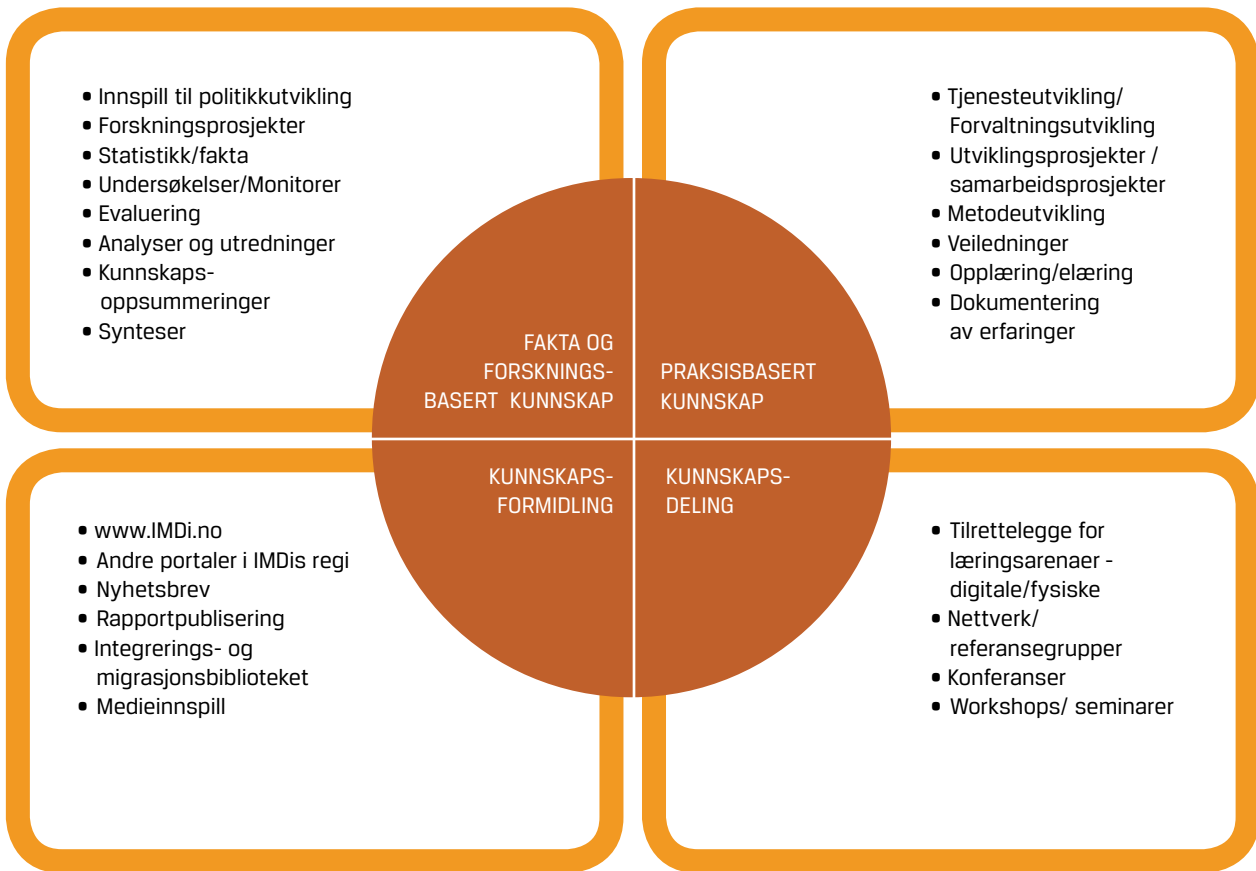 • Innspill til politikkutvikling
• Forskningsprosjekter
• Statistikk/fakta
• Undersøkelser/Monitorer
• Evaluering
• Analyser og utredninger
• Kunnskaps-
oppsummeringer
• Synteser
• Tjenesteutvikling/
Forvaltningsutvikling
• Utviklingsprosjekter /
samarbeidsprosjekter
• Metodeutvikling
• Veiledninger
• Opplæring/elæring
• Dokumentering
av erfaringer
FAKTA OG
FORSKNINGS-
BASERT KUNNSKAP
PRAKSISBASERT
KUNNSKAP
KUNNSKAPS-
FORMIDLING
KUNNSKAPS-
DELING
• www.IMDi.no
• Andre portaler i IMDis regi
• Nyhetsbrev
• Rapportpublisering
• Integrerings- og
migrasjonsbiblioteket
• Medieinnspill
• Tilrettelegge for
læringsarenaer -
digitale/fysiske
• Nettverk/
referansegrupper
• Konferanser
• Workshops/ seminarer